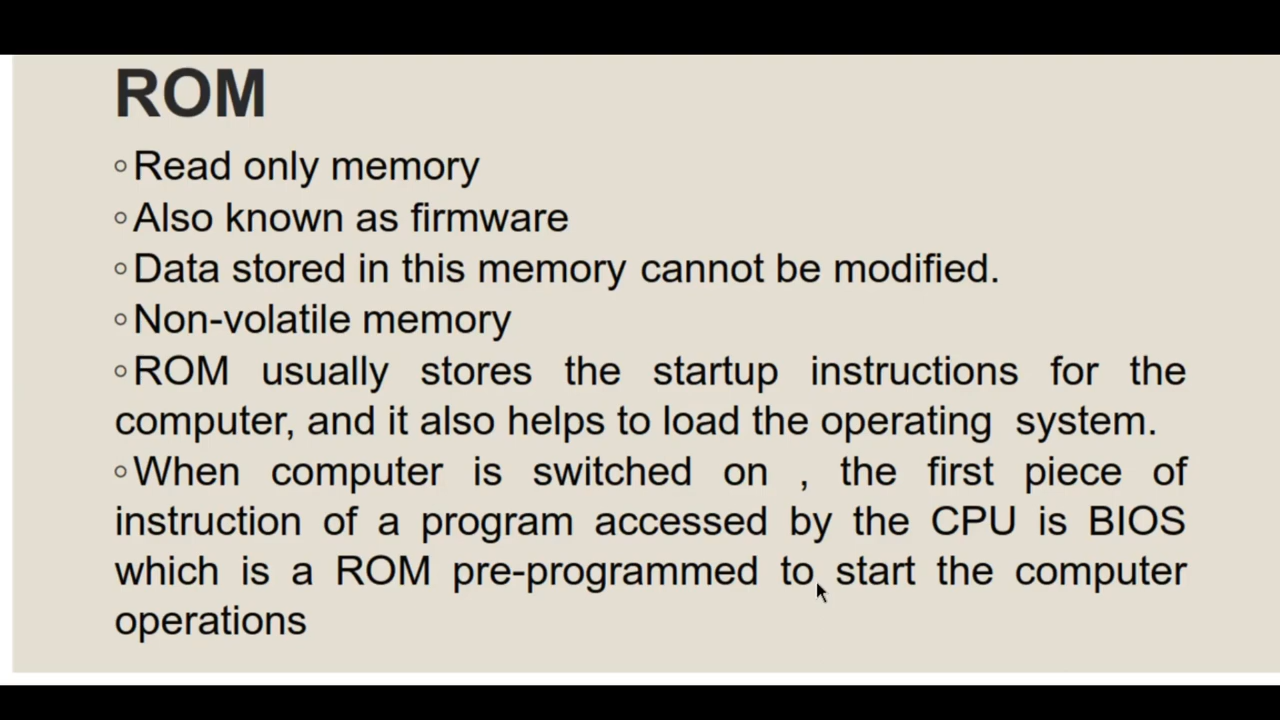 ROM
◦Read only memory
◦Also known as firmware
◦Data stored in this memory cannot be modified.
◦Non-volatile memory
◦ROM usually stores the startup instructions for the
computer, and it also helps to load the operating system.
◦When computer is switched on , the first piece of
instruction of a program accessed by the CPU is BIOS
which is a ROM pre-programmed to start the computer
operations